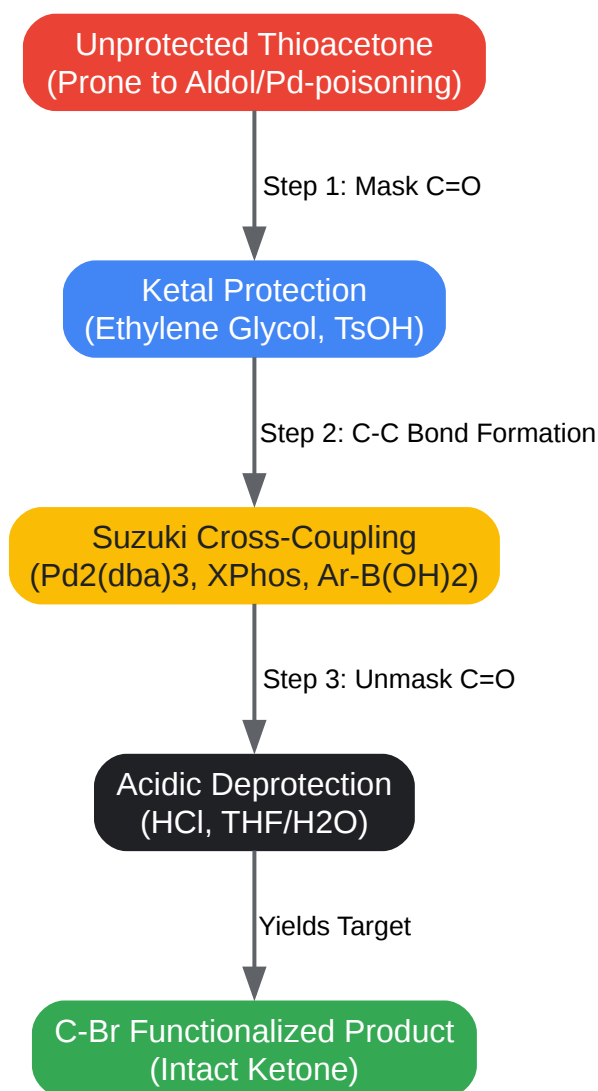 Unprotected Thioacetone
(Prone to Aldol/Pd-poisoning)
Step 1: Mask C=O
Ketal Protection
(Ethylene Glycol, TsOH)
Step 2: C-C Bond Formation
Suzuki Cross-Coupling
(Pd2(dba)3, XPhos, Ar-B(OH)2)
Step 3: Unmask C=O
Acidic Deprotection
(HCl, THF/H2O)
Yields Target
C-Br Functionalized Product
(Intact Ketone)